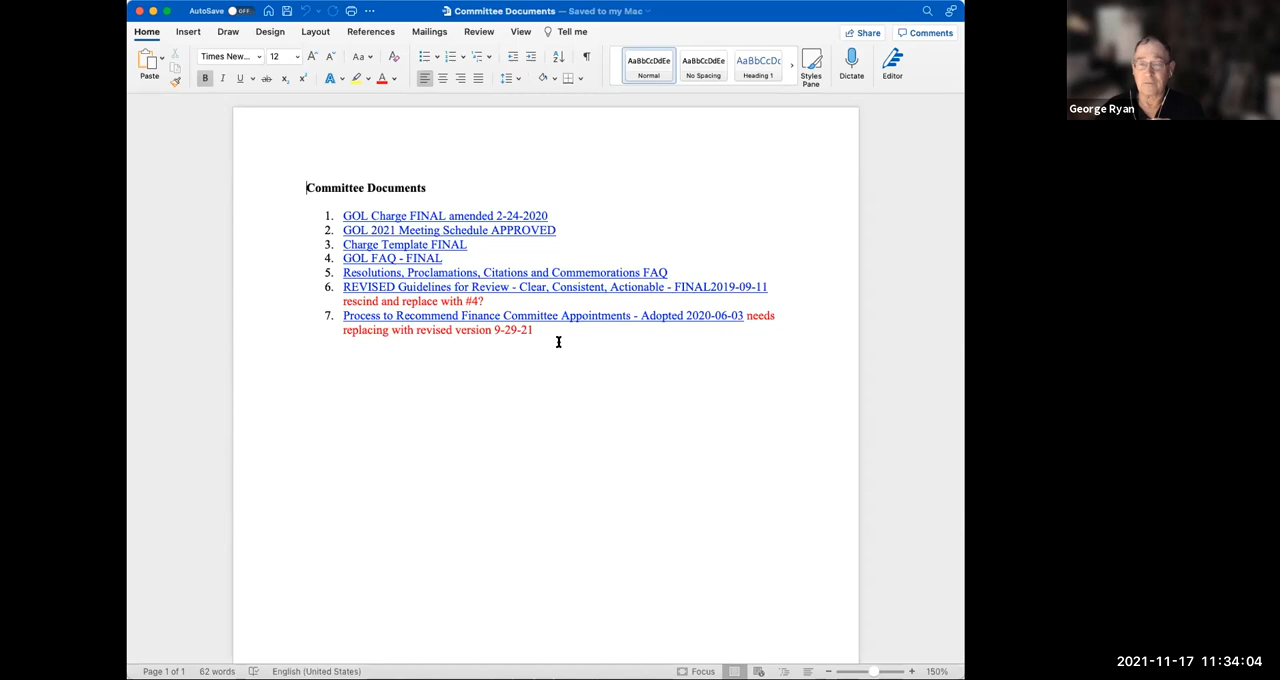 AutoSave OFF
Committee Documents — Saved to my Mac
Home Insert Draw Design Layout References Mailings Review View Tell me
Share Comments
Paste
Times New... 12
Aa
B I U ab x₂ x²
A A
AaBbCcDdEe AaBbCcDdEe AaBbCcDc
Normal No Spacing Heading 1
Styles Pane
Dictate
Editor
George Ryan
Committee Documents
1. GOL Charge FINAL amended 2-24-2020
2. GOL 2021 Meeting Schedule APPROVED
3. Charge Template FINAL
4. GOL FAQ - FINAL
5. Resolutions, Proclamations, Citations and Commemorations FAQ
6. REVISED Guidelines for Review - Clear, Consistent, Actionable - FINAL2019-09-11
rescind and replace with #4?
7. Process to Recommend Finance Committee Appointments - Adopted 2020-06-03 needs
replacing with revised version 9-29-21
Page 1 of 1 62 words English (United States)
Focus
150%
2021-11-17 11:34:04